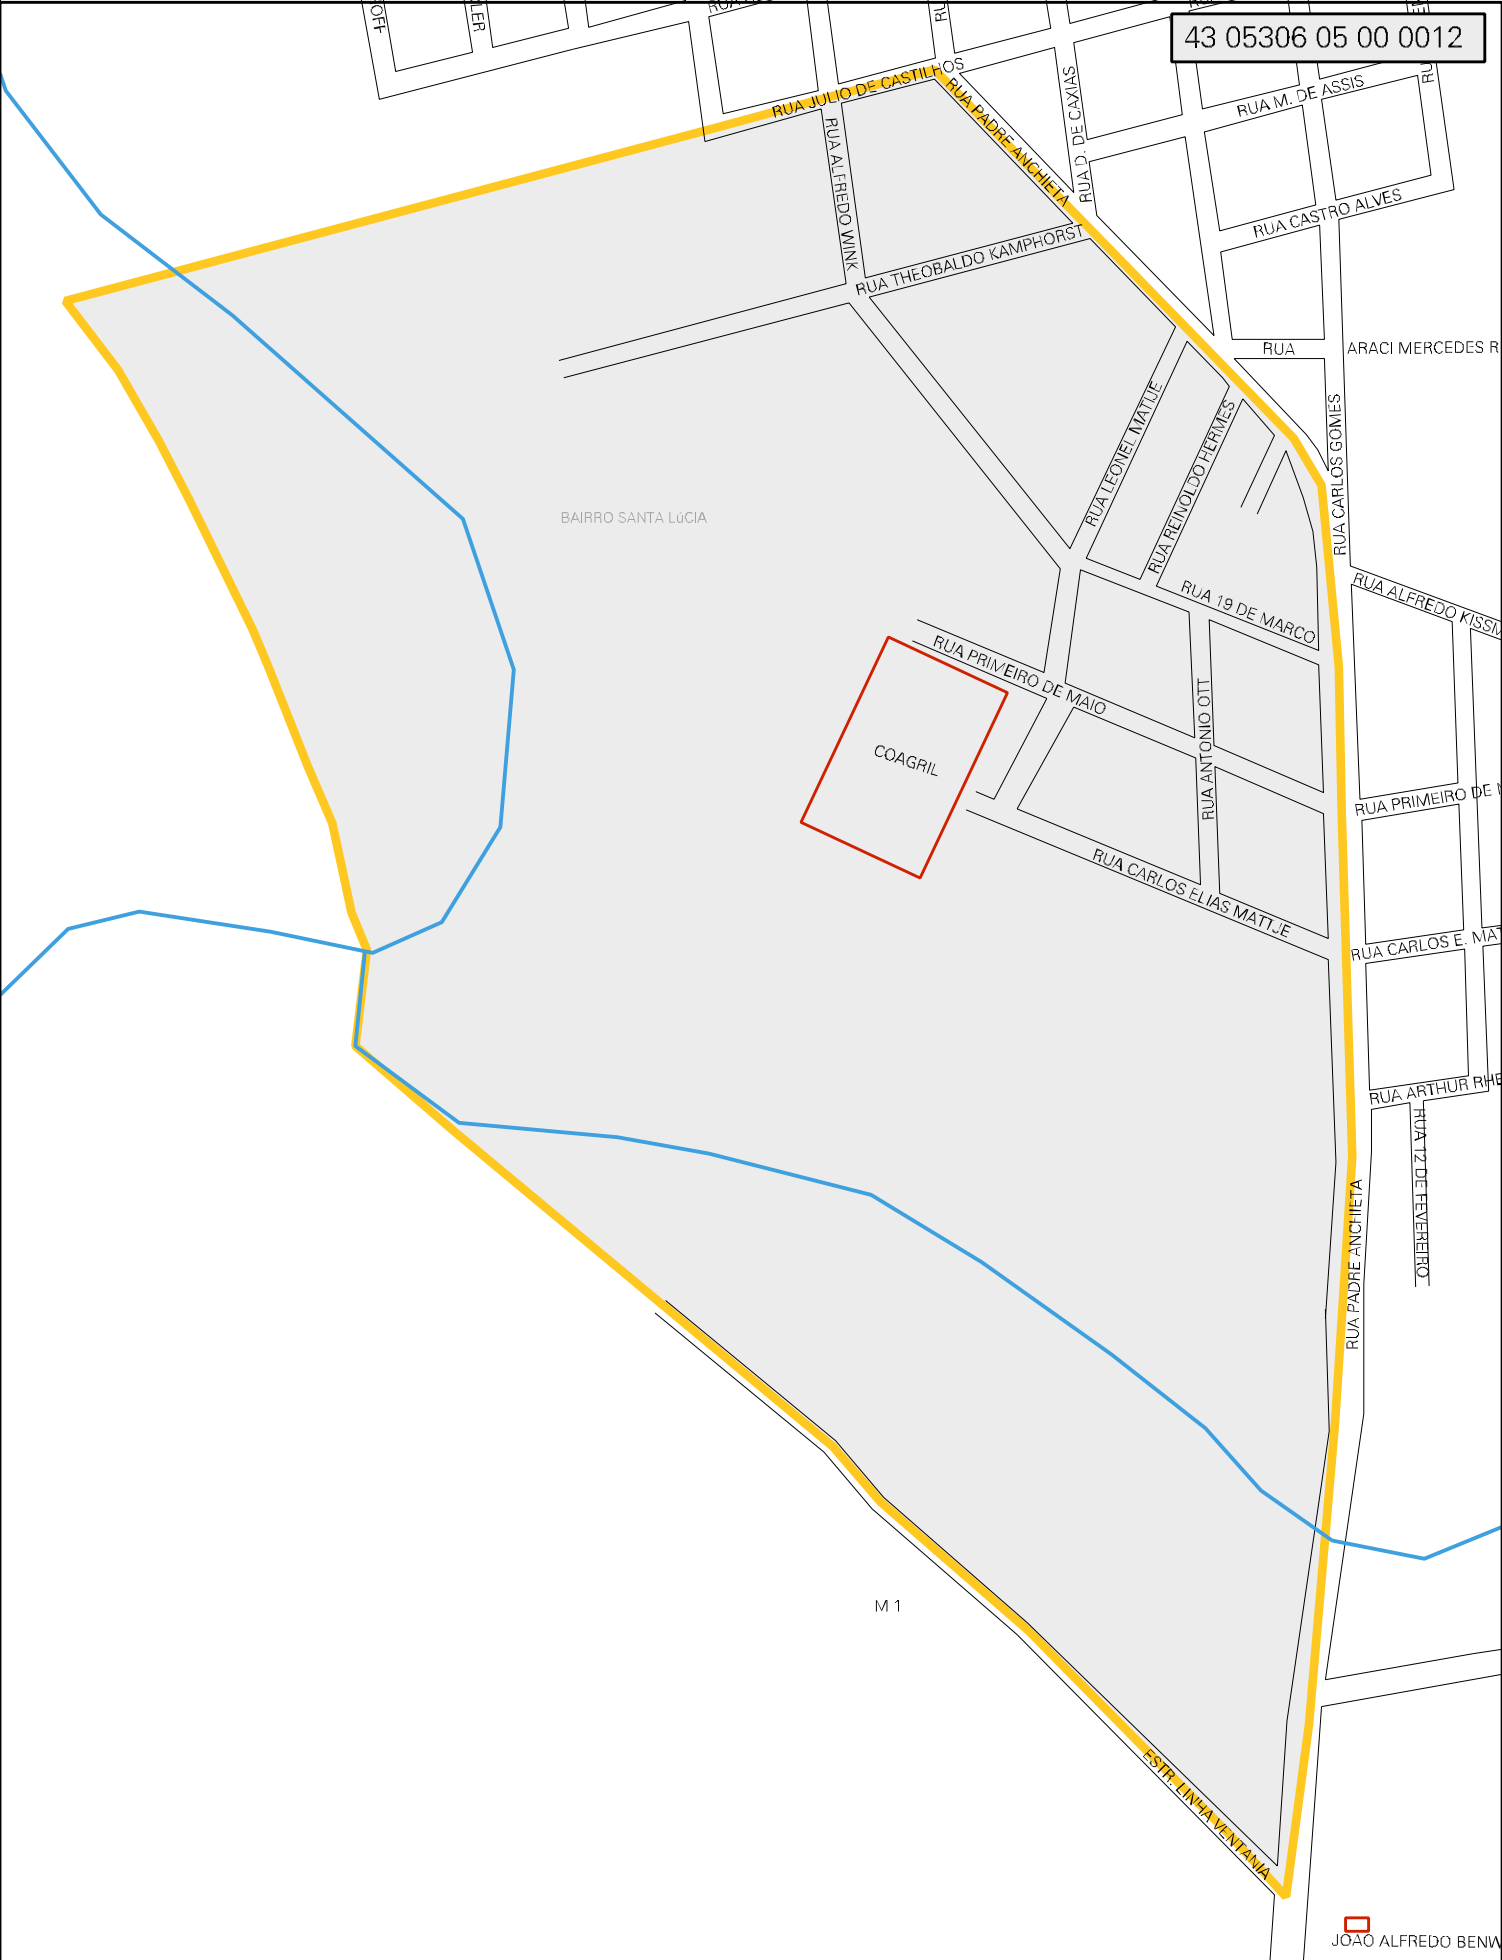 43 05306 05 00 0012
RUA JULIO DE CASTILHOS
RUA PADRE ANCHIETA
RUA D. DE CAXIAS
RUA M. DE ASSIS
RUA ALFREDO WINK
RUA CASTRO ALVES
RUA THEOBALDO KAMPHORST
RUA ARACI MERCEDES R
RUA LEONEL MATIJE
RUA REINOLDO HERMES
RUA CARLOS GOMES
BAIRRO SANTA LúCIA
RUA ALFREDO KISSM
RUA 19 DE MARCO
RUA PRIMEIRO DE MAIO
RUA ANTONIO OTT
COAGRIL
RUA PRIMEIRO DE
RUA CARLOS ELIAS MATTJE
RUA CARLOS E. MAT
RUA ARTHUR RHE
RUA 12 DE FEVEREIRO
RUA PADRE ANCHIETA
M 1
ESTR. LINHA VENTANIA
JOAO ALFREDO BENW